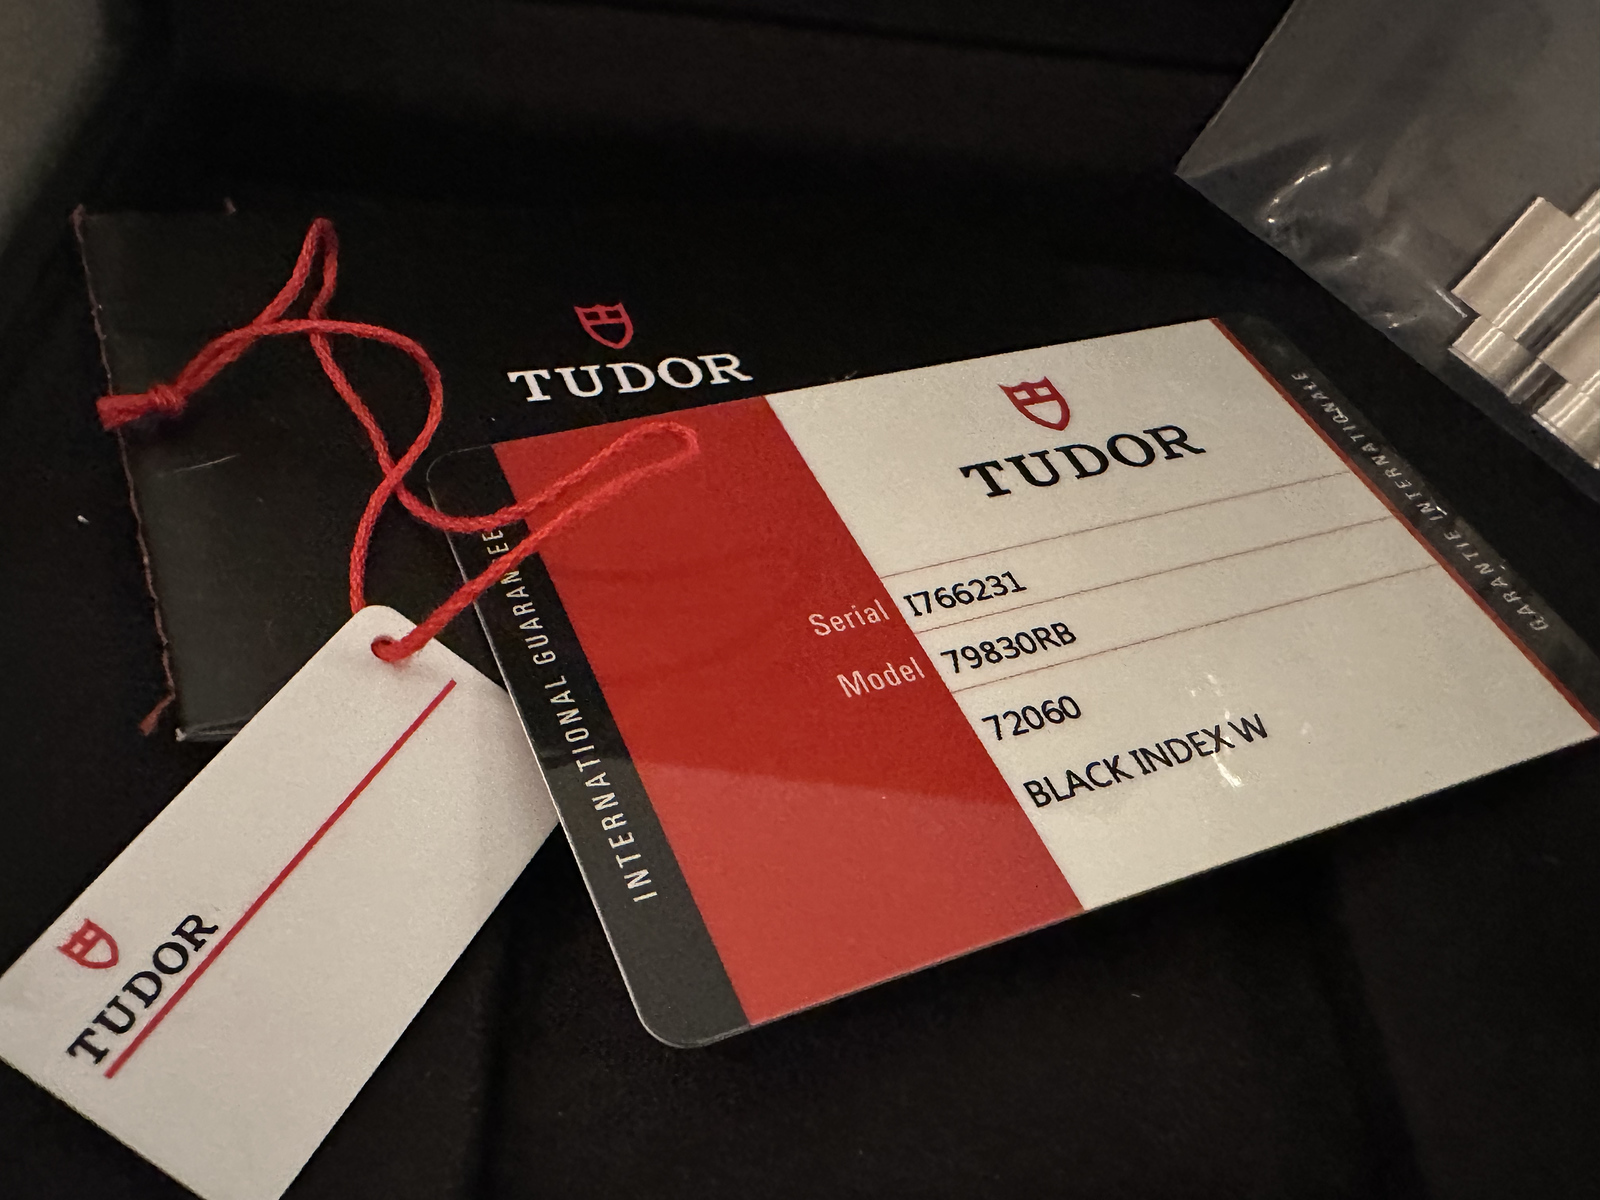 TUDOR
TUDOR
Serial I766231
Model 79830RB
72060
BLACK INDEX W
INTERNATIONAL GUARANTEE
GARANTIE INTERNATIONALE
TUDOR